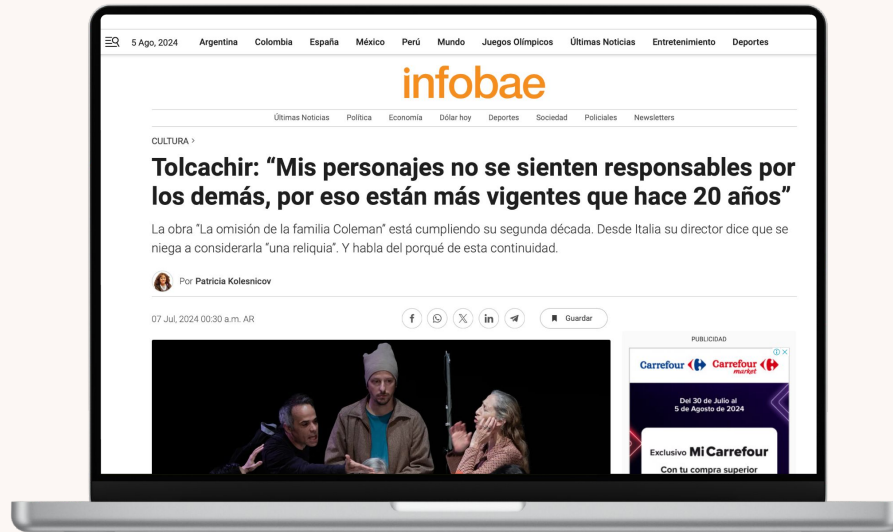 5 Ago, 2024 Argentina Colombia España México Perú Mundo Juegos Olímpicos Últimas Noticias Entretenimiento Deportes
infobae
Últimas Noticias Política Economía Dólar hoy Deportes Sociedad Policiales Newsletters
CULTURA >
Tolcachir: “Mis personajes no se sienten responsables por
los demás, por eso están más vigentes que hace 20 años”
La obra “La omisión de la familia Coleman” está cumpliendo su segunda década. Desde Italia su director dice que se
niega a considerarla “una reliquia”. Y habla del porqué de esta continuidad.
Por Patricia Kolesnicov
07 Jul, 2024 00:30 a.m. AR
Guardar
PUBLICIDAD
Carrefour Carrefour
market
Del 30 de Julio al
5 de Agosto de 2024
Exclusivo Mi Carrefour
Con tu compra superior